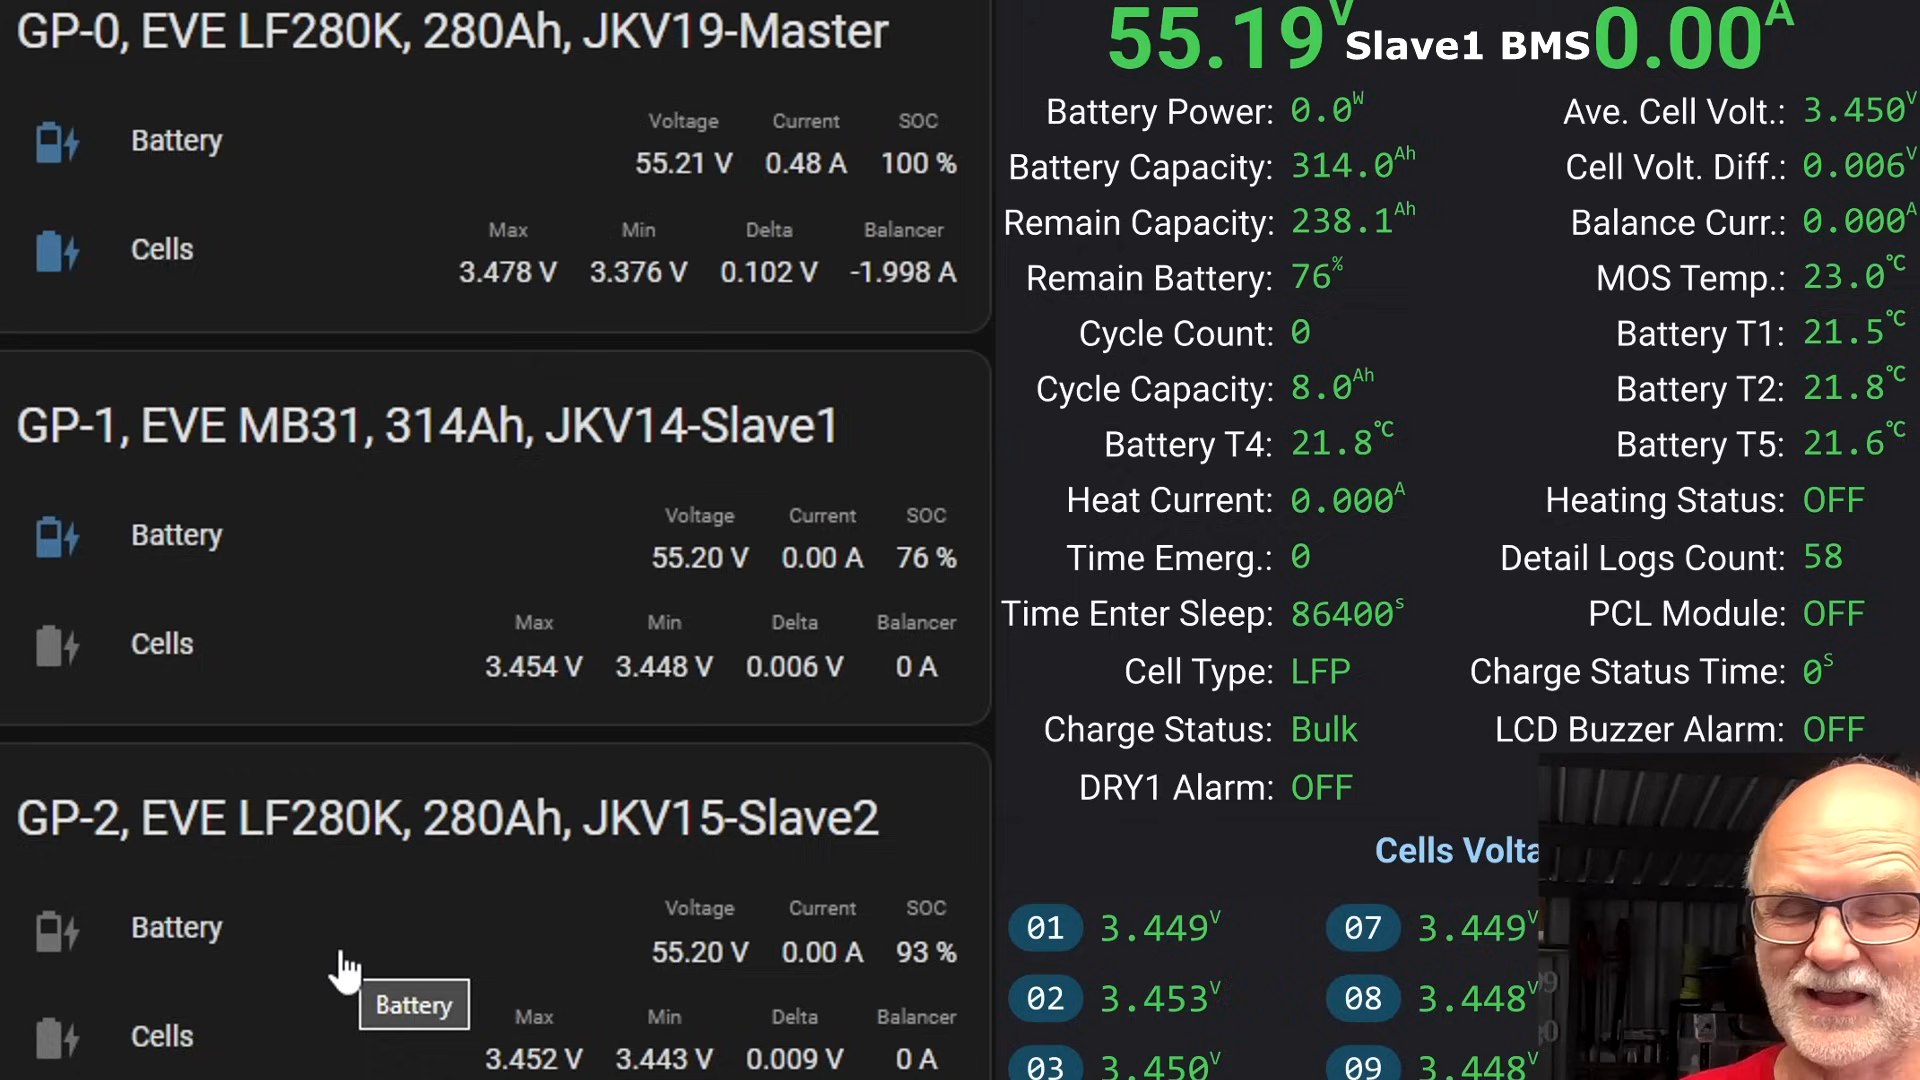 GP-0, EVE LF280K, 280Ah, JKV19-Master
Battery
Voltage Current SOC
55.21 V 0.48 A 100 %
Cells
Max Min Delta Balancer
3.478 V 3.376 V 0.102 V -1.998 A
GP-1, EVE MB31, 314Ah, JKV14-Slave1
Battery
Voltage Current SOC
55.20 V 0.00 A 76 %
Cells
Max Min Delta Balancer
3.454 V 3.448 V 0.006 V 0 A
GP-2, EVE LF280K, 280Ah, JKV15-Slave2
Battery
Voltage Current SOC
55.20 V 0.00 A 93 %
Battery
Cells
Max Min Delta Balancer
3.452 V 3.443 V 0.009 V 0 A
55.19V Slave1 BMS 0.00A
Battery Power: 0.0W Ave. Cell Volt.: 3.450V
Battery Capacity: 314.0Ah Cell Volt. Diff.: 0.006V
Remain Capacity: 238.1Ah Balance Curr.: 0.000A
Remain Battery: 76% MOS Temp.: 23.0°C
Cycle Count: 0 Battery T1: 21.5°C
Cycle Capacity: 8.0Ah Battery T2: 21.8°C
Battery T4: 21.8°C Battery T5: 21.6°C
Heat Current: 0.000A Heating Status: OFF
Time Emerg.: 0 Detail Logs Count: 58
Time Enter Sleep: 86400s PCL Module: OFF
Cell Type: LFP Charge Status Time: 0S
Charge Status: Bulk LCD Buzzer Alarm: OFF
DRY1 Alarm: OFF
Cells Volta
01 3.449V 07 3.449V
02 3.453V 08 3.448V
03 3.450V 09 3.448V